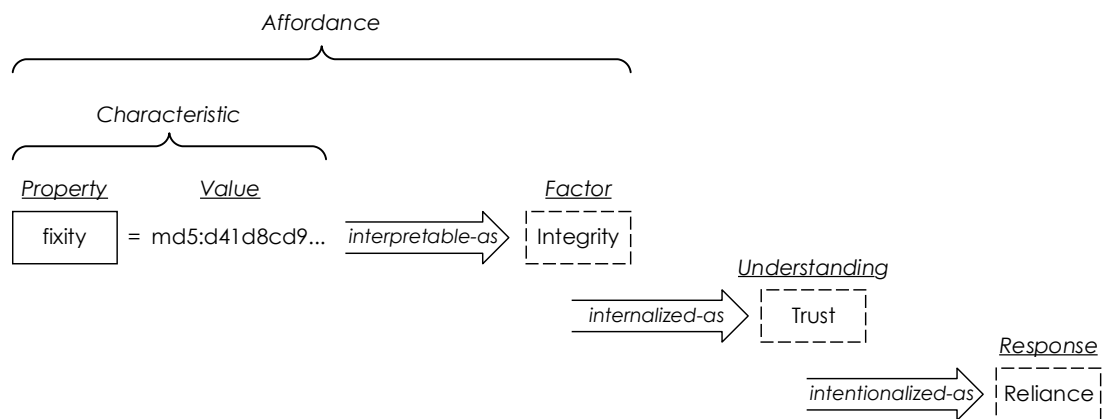 Affordance
Characteristic
Property Value Factor
fixity = md5:d41d8cd9... interpretable-as Integrity
Understanding
internalized-as Trust
Response
intentionalized-as Reliance